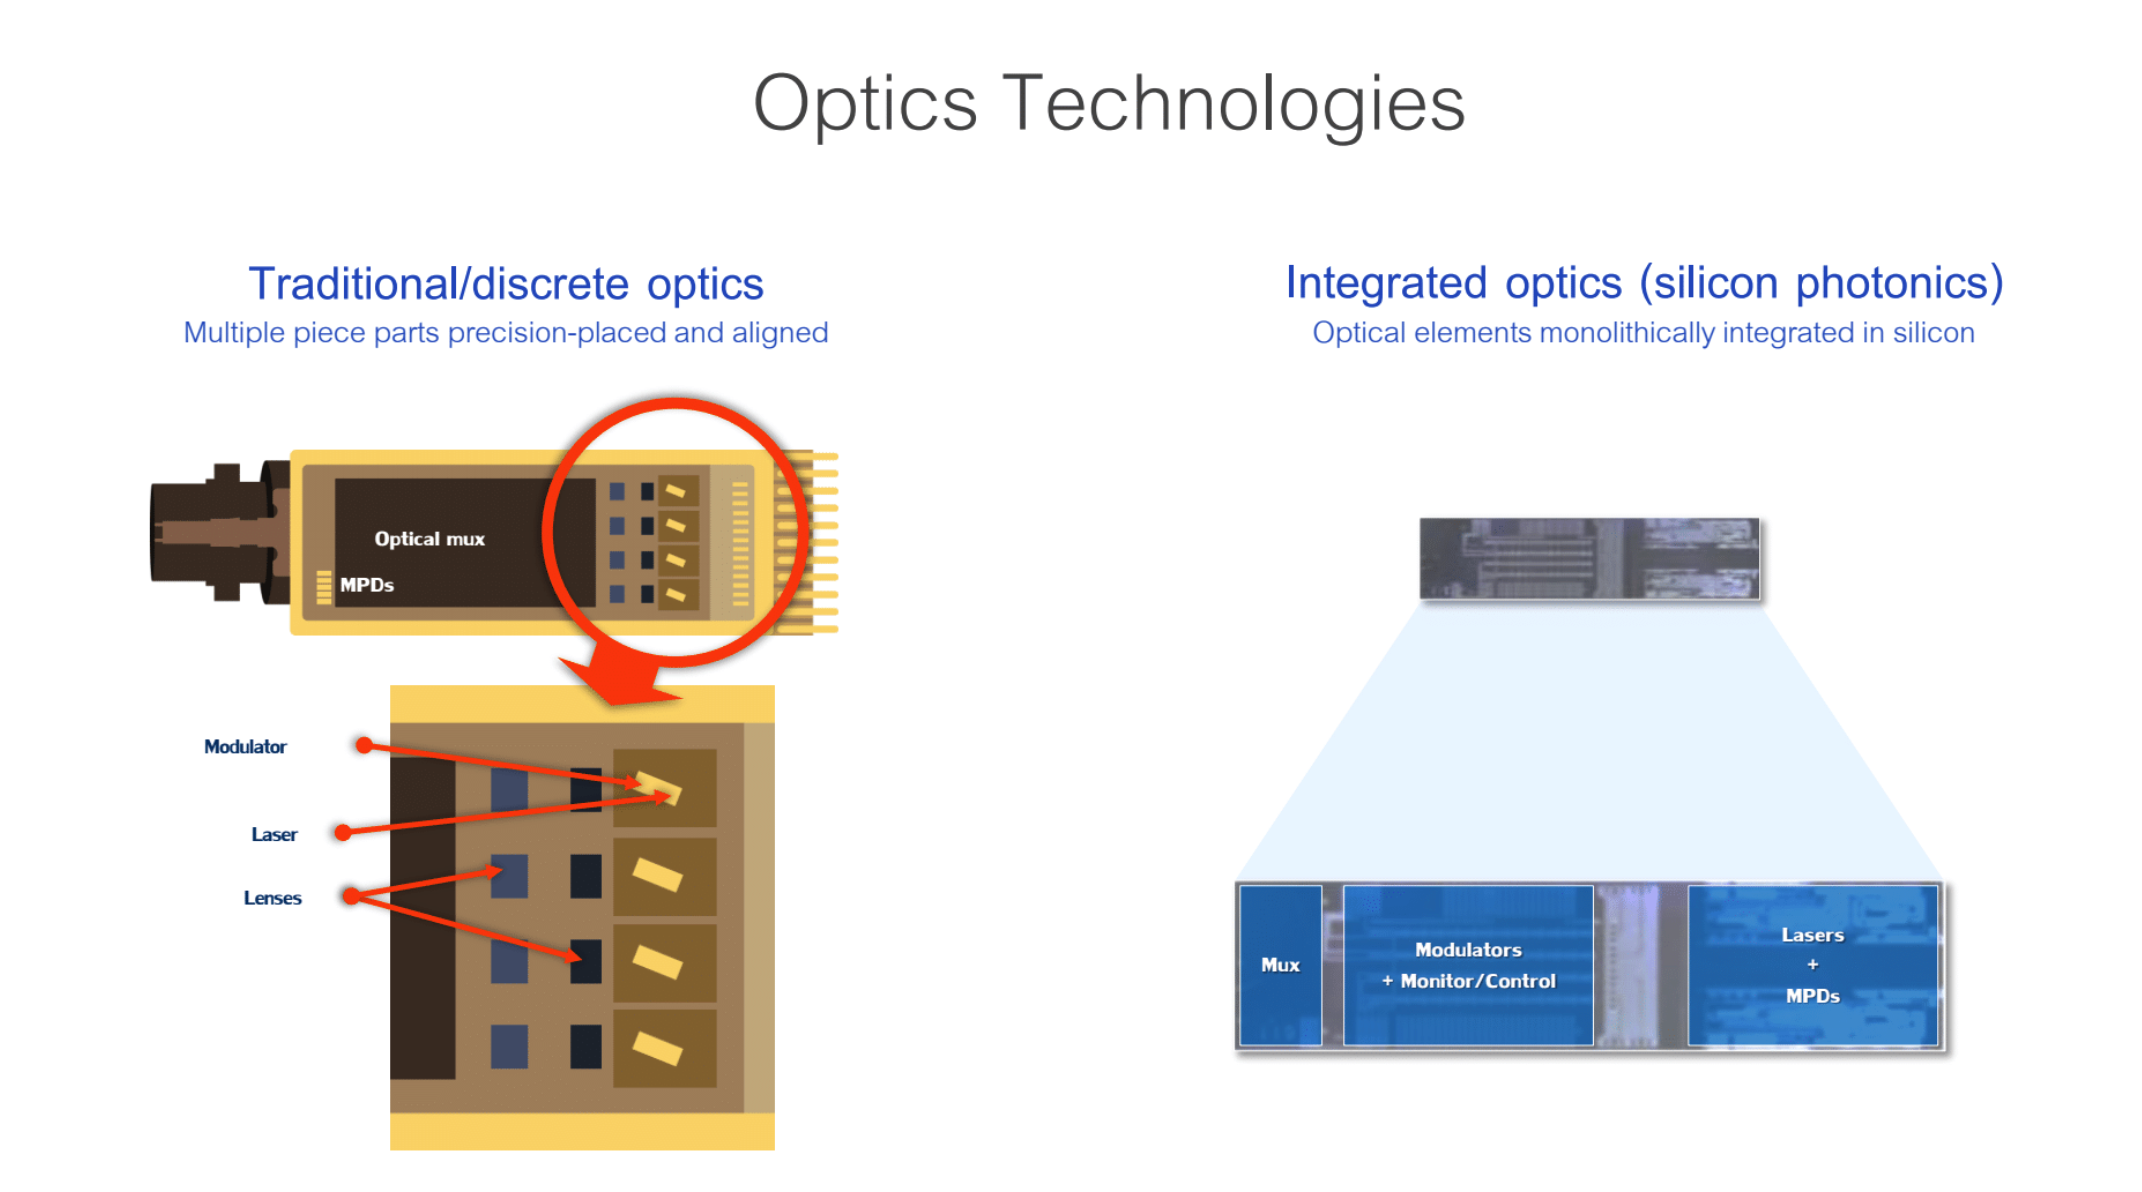 Optics Technologies
Traditional/discrete optics
Multiple piece parts precision-placed and aligned
Optical mux
MPDs
Modulator
Laser
Lenses
Integrated optics (silicon photonics)
Optical elements monolithically integrated in silicon
Mux
Modulators
+ Monitor/Control
Lasers
+
MPDs